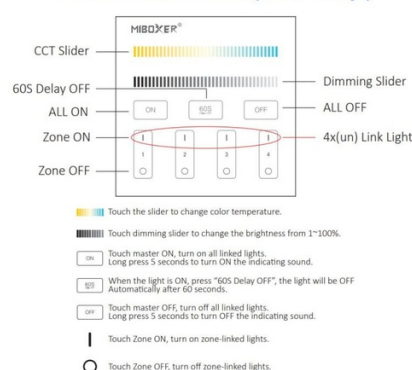 MIBOXER®
CCT Slider
Dimming Slider
60S Delay OFF
60S
ALL ON
ON
OFF
ALL OFF
Zone ON
4x(un) Link Light
1 2 3 4
Zone OFF
Touch the slider to change color temperature.
Touch dimming slider to change the brightness from 1~100%.
ON
Touch master ON, turn on all linked lights.
Long press 5 seconds to turn ON the indicating sound.
60S
When the light is ON, press "60S Delay OFF", the light will be OFF
Automatically after 60 seconds.
OFF
Touch master OFF, turn off all linked lights.
Long press 5 seconds to turn OFF the indicating sound.
Touch Zone ON, turn on zone-linked lights.
Touch Zone OFF, turn off zone-linked lights.